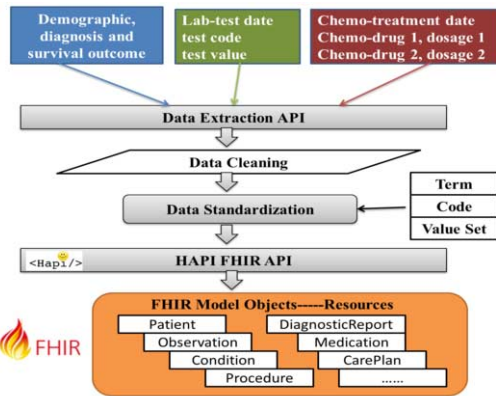 Demographic,
diagnosis and
survival outcome
Lab-test date
test code
test value
Chemo-treatment date
Chemo-drug 1, dosage 1
Chemo-drug 2, dosage 2
Data Extraction API
Data Cleaning
Data Standardization
Term
Code
Value Set
<Hapi/>
HAPI FHIR API
FHIR Model Objects-----Resources
Patient
DiagnosticReport
Observation
Medication
Condition
CarePlan
Procedure
......
FHIR